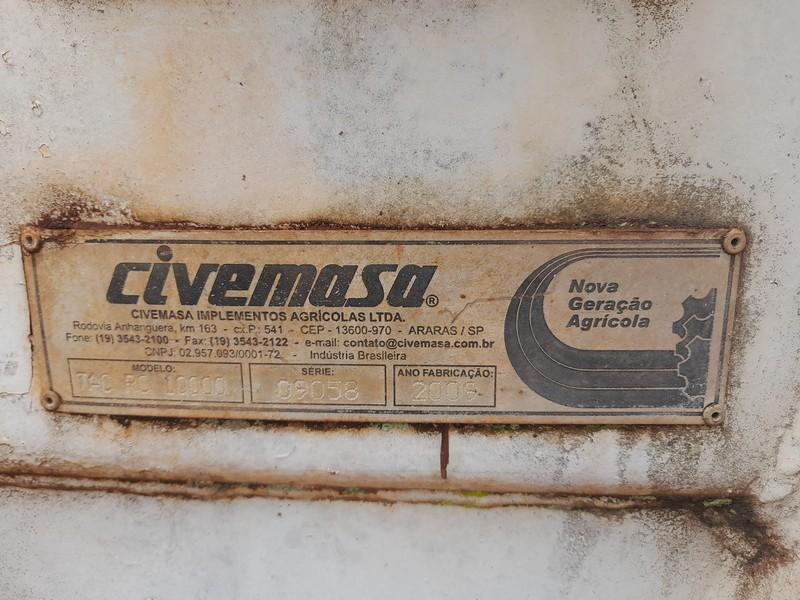 civemasa®
CIVEMASA IMPLEMENTOS AGRÍCOLAS LTDA.
Rodovia Anhanguera, km 163 - cx.P.: 541 - CEP - 13600-970 - ARARAS / SP
Fone: (19) 3543-2100 - Fax: (19) 3543-2122 - e-mail: contato@civemasa.com.br
CNPJ: 02.957.093/0001-72 - Indústria Brasileira
MODELO: SÉRIE: ANO FABRICAÇÃO:
10000 09058
Nova
Geração
Agrícola